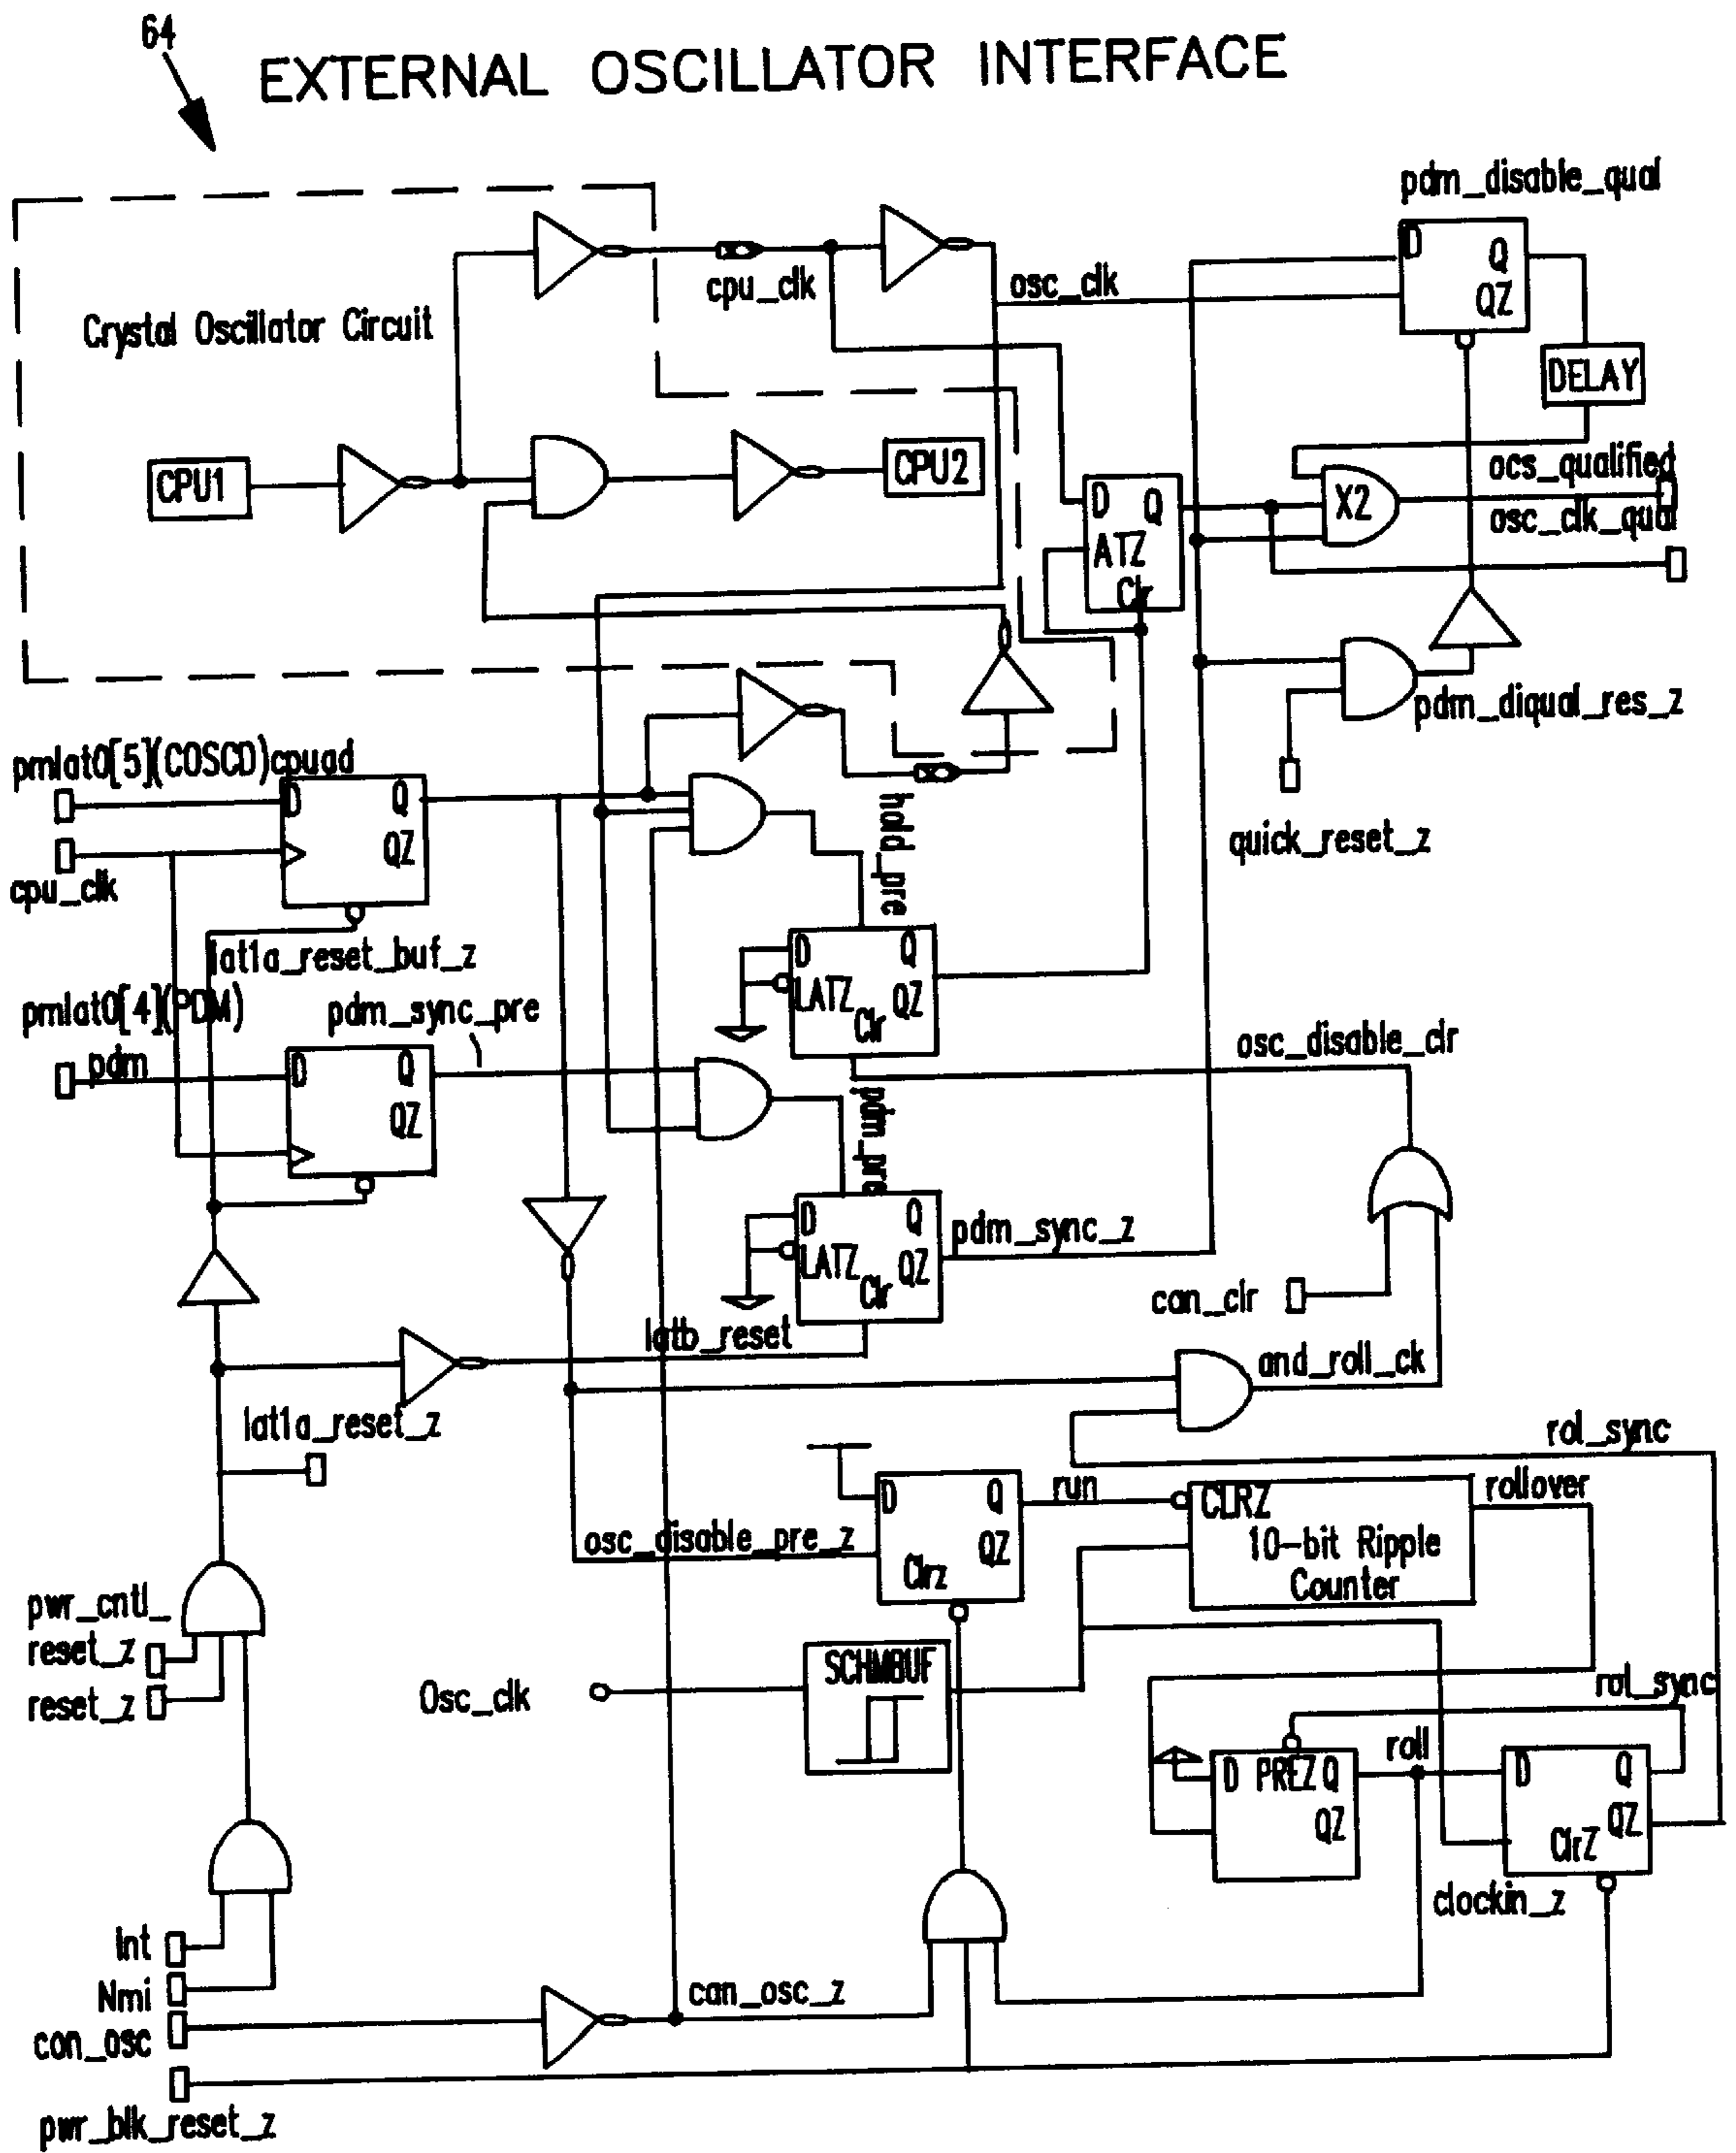 64
EXTERNAL OSCILLATOR INTERFACE
pdm_disable_qual
D Q
QZ
cpu_clk
osc_clk
Crystal Oscillator Circuit
DELAY
CPU1
CPU2
D Q
ATZ
Clr
X2
ocs_qualified
osc_clk_qual
pdm_diqual_res_z
quick_reset_z
pmlat0[5](COSCD)cpuad
D Q
QZ
cpu_clk
hold_pre
lat1a_reset_buf_z
D Q
LATZ QZ
Clr
pmlat0[4](PDM)
pdm_sync_pre
pdm
D Q
QZ
osc_disable_clr
pdm_pre
D Q
LATZ QZ
Clr
pdm_sync_z
can_clr
latb_reset
and_roll_ck
lat1a_reset_z
rol_sync
D Q
QZ
Clrz
run
CLRZ
10-bit Ripple
Counter
rollover
osc_disable_pre_z
pwr_cntl_
reset_z
reset_z
Osc_clk
SCHMBUF
rol_sync
roll
D PREZ Q
QZ
D Q
QZ
ClrZ
clockin_z
Int
Nmi
can_osc_z
con_osc
pwr_blk_reset_z